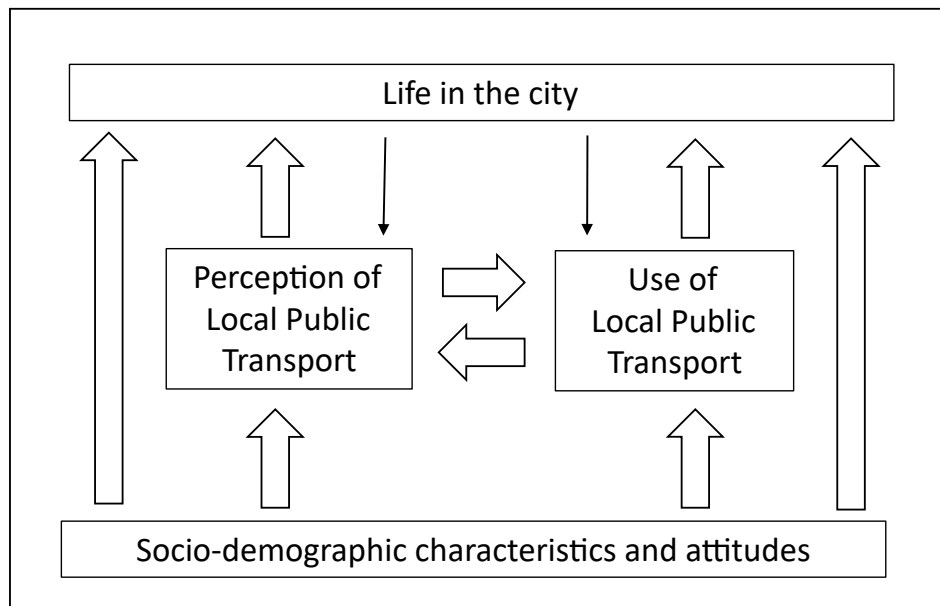 Life in the city
Perception of
Local Public
Transport
Use of
Local Public
Transport
Socio-demographic characteristics and attitudes